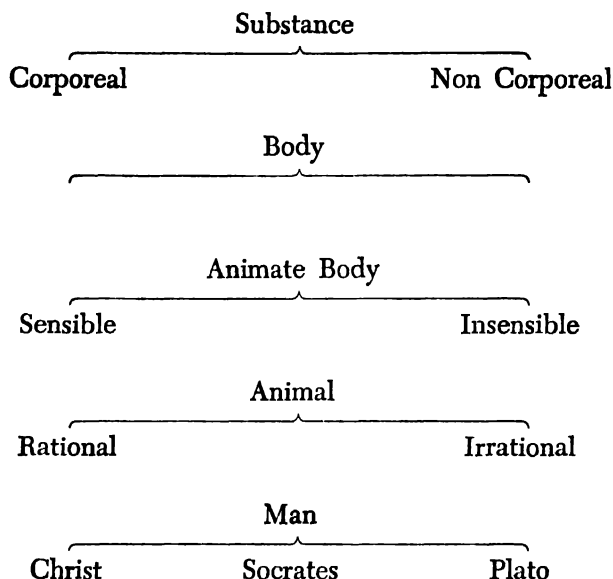 Substance
Corporeal Non Corporeal
Body
Animate Body
Sensible Insensible
Animal
Rational Irrational
Man
Christ Socrates Plato